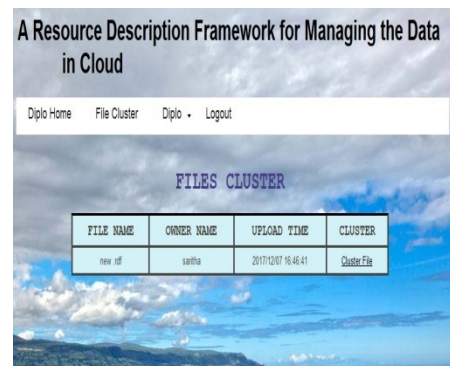 A Resource Description Framework for Managing the Data
in Cloud
Diplo Home File Cluster Diplo Logout
FILES CLUSTER
FILE NAME OWNER NAME UPLOAD TIME CLUSTER
new .rdf saritha 2017/12/07 16:46:41 Cluster File